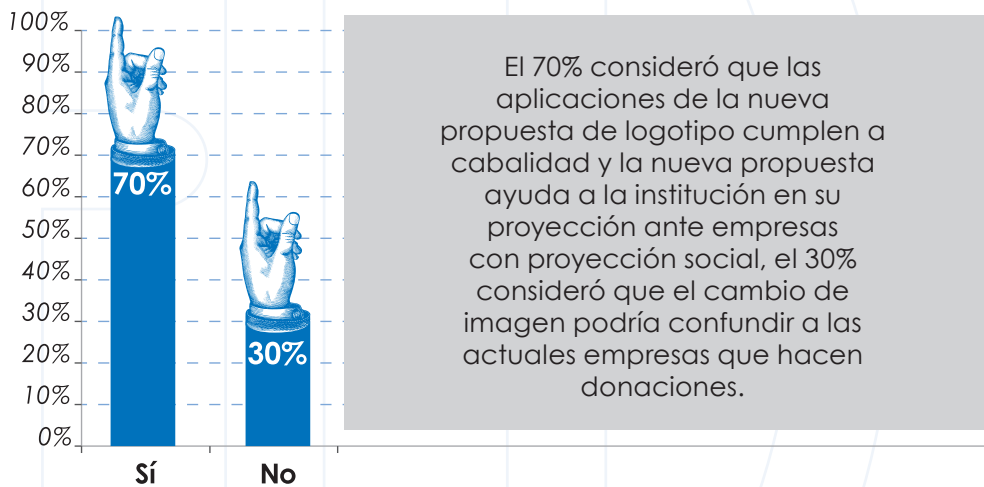 100%
90%
80%
70%
60%
50%
40%
30%
20%
10%
0%
70%
30%
Sí
No
El 70% consideró que las
aplicaciones de la nueva
propuesta de logotipo cumplen a
cabalidad y la nueva propuesta
ayuda a la institución en su
proyección ante empresas
con proyección social, el 30%
consideró que el cambio de
imagen podría confundir a las
actuales empresas que hacen
donaciones.